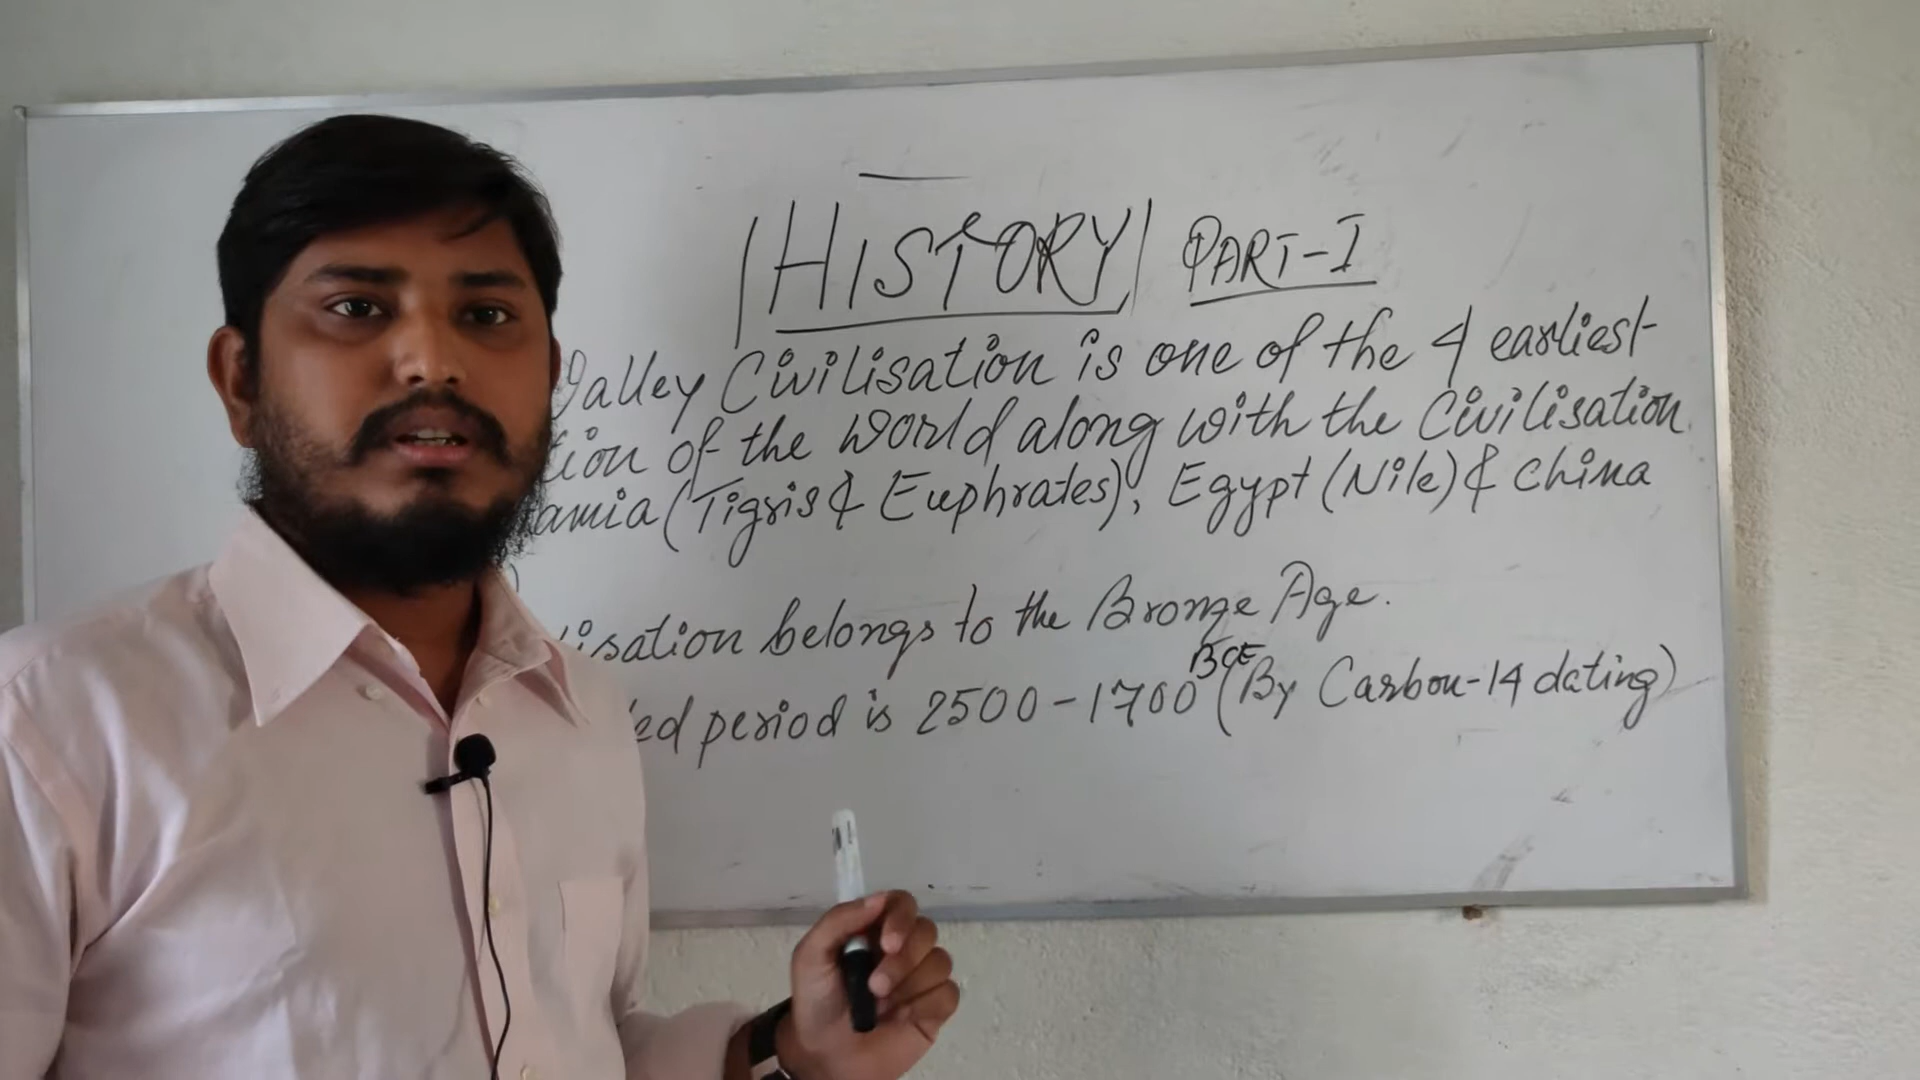 HISTORY PART-I
Valley Civilisation is one of the 4 earliest
tion of the World along with the Civilisation
amia (Tigris & Euphrates), Egypt (Nile) & China
)
isation belongs to the Bronze Age.
ed period is 2500-1700 BCE (By Carbon-14 dating)